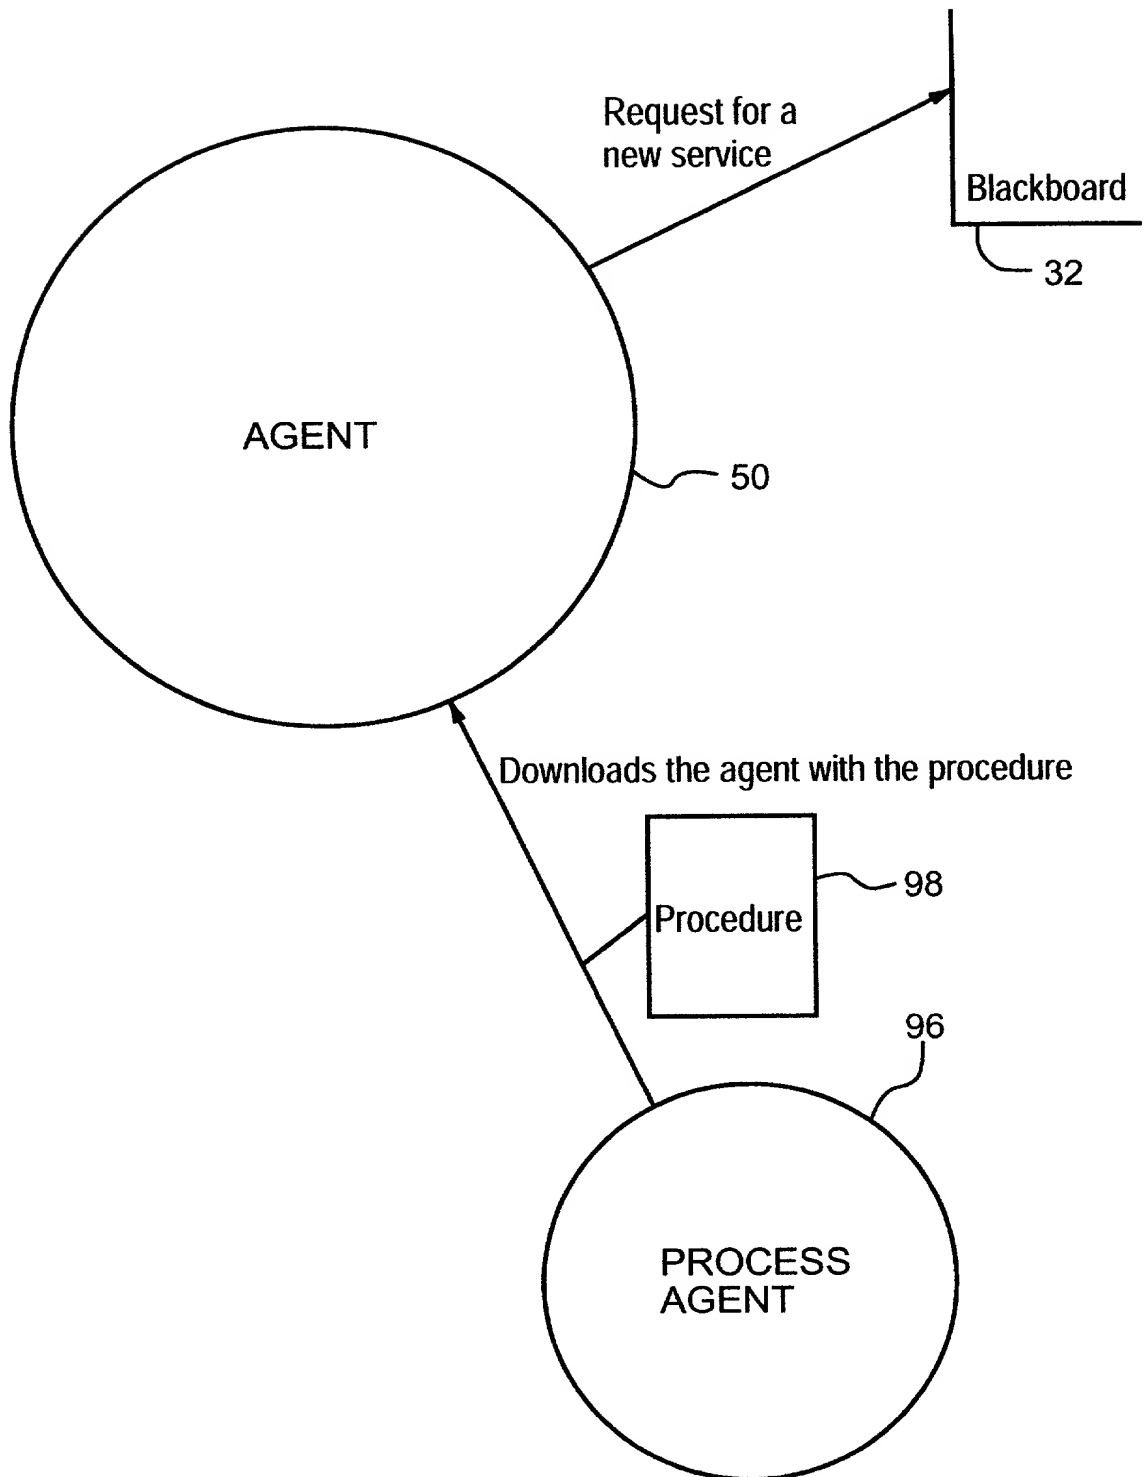 Request for a
new service
Blackboard
32
AGENT
50
Downloads the agent with the procedure
98
Procedure
96
PROCESS
AGENT